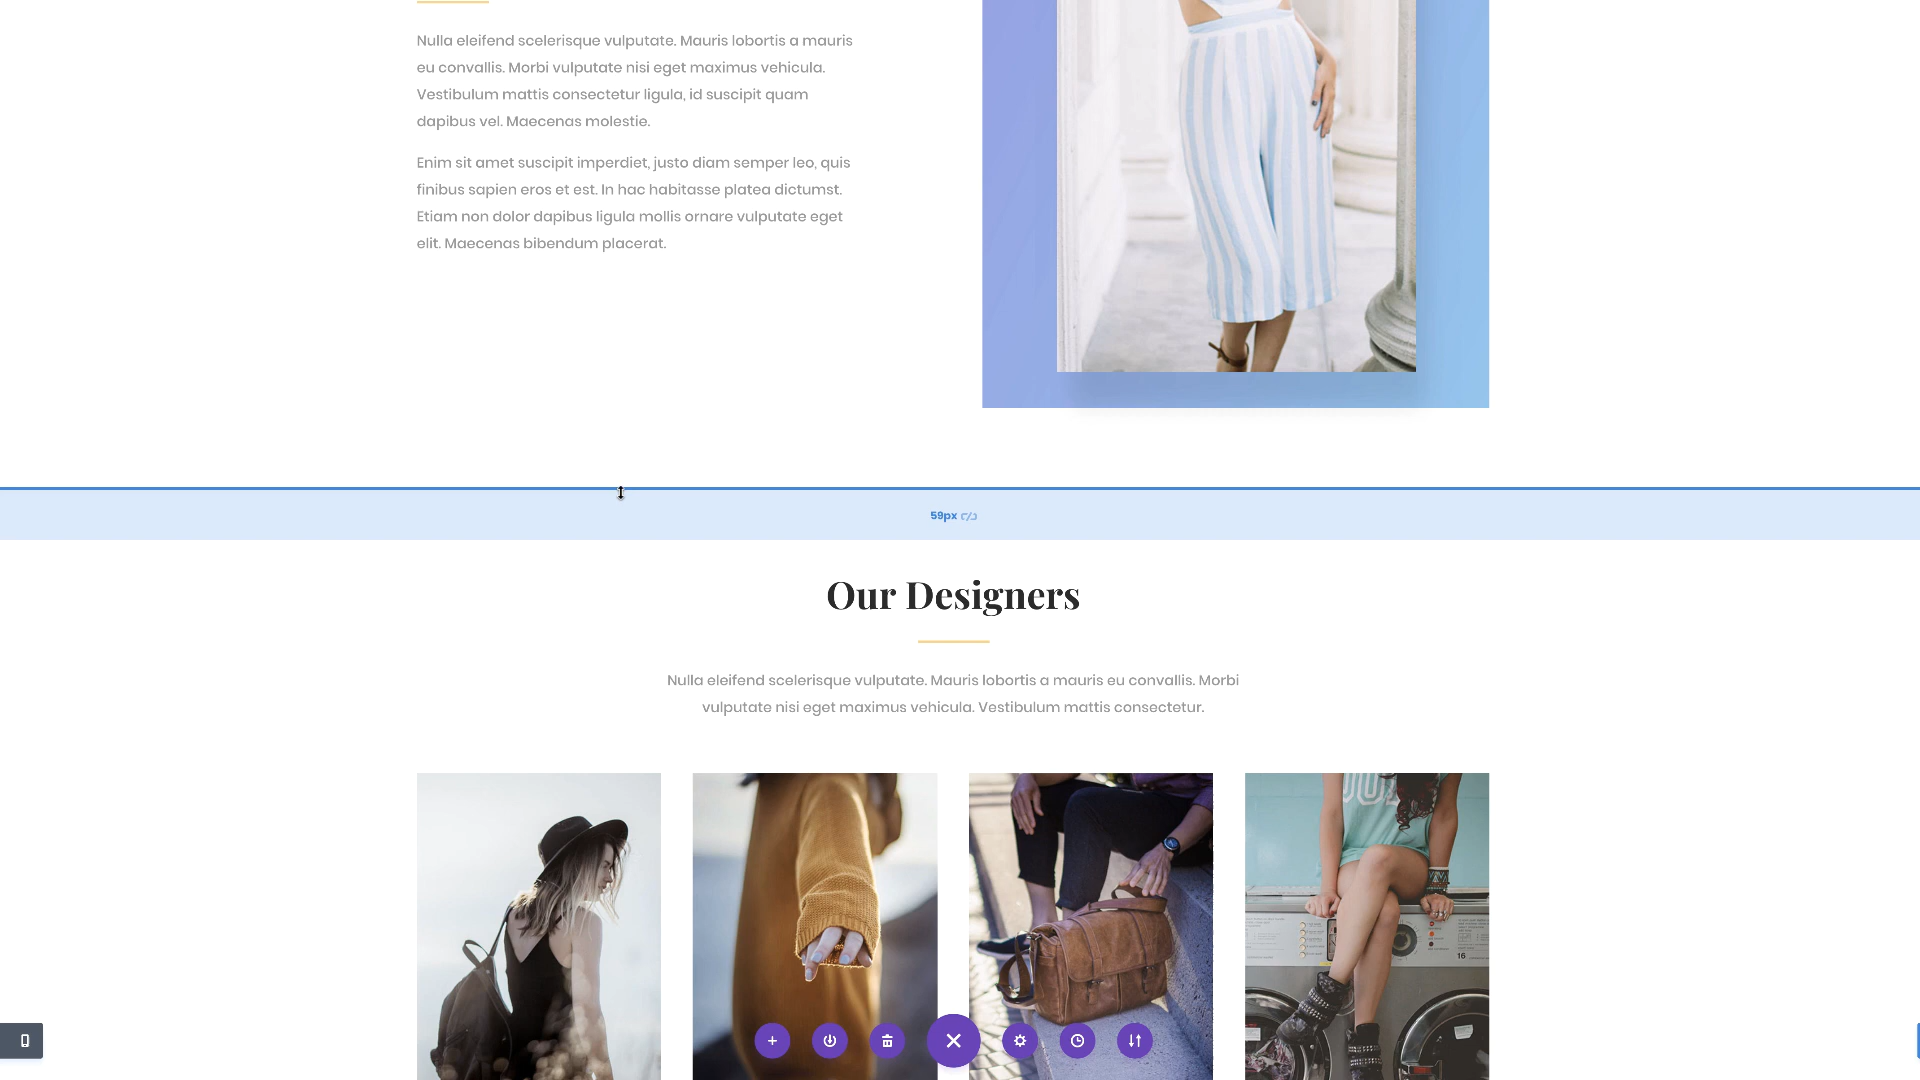 Nulla eleifend scelerisque vulputate. Mauris lobortis a mauris
eu convallis. Morbi vulputate nisi eget maximus vehicula.
Vestibulum mattis consectetur ligula, id suscipit quam
dapibus vel. Maecenas molestie.
Enim sit amet suscipit imperdiet, justo diam semper leo, quis
finibus sapien eros et est. In hac habitasse platea dictumst.
Etiam non dolor dapibus ligula mollis ornare vulputate eget
elit. Maecenas bibendum placerat.
59px
Our Designers
Nulla eleifend scelerisque vulputate. Mauris lobortis a mauris eu convallis. Morbi
vulputate nisi eget maximus vehicula. Vestibulum mattis consectetur.
16